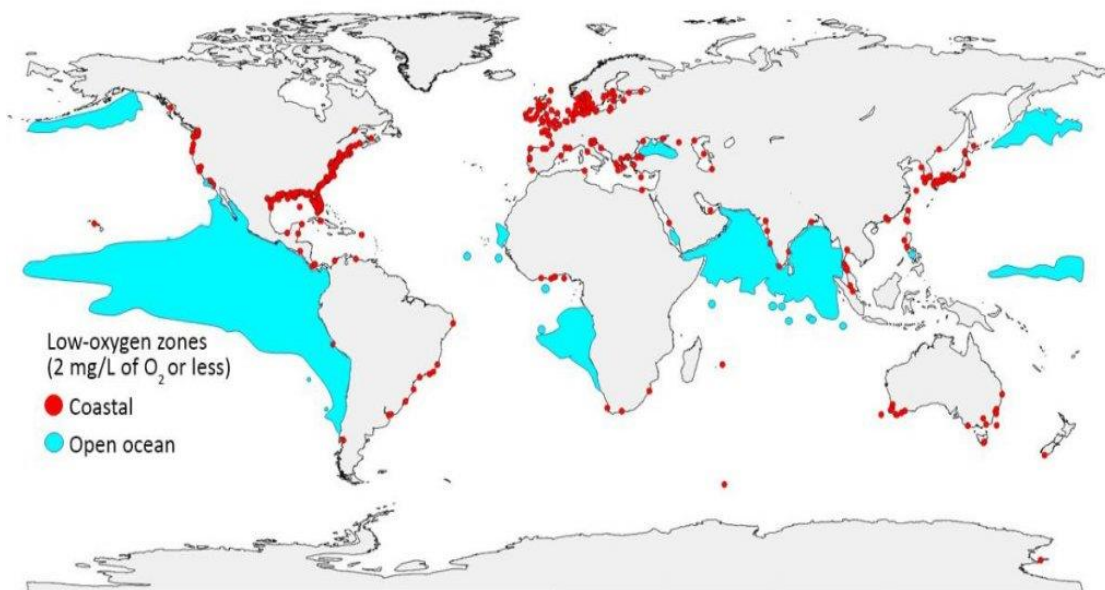 Low-oxygen zones
(2 mg/L of O₂ or less)
Coastal
Open ocean